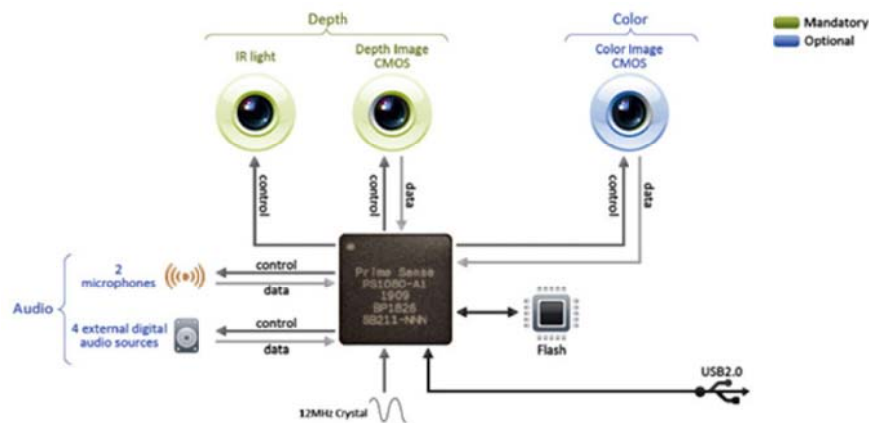 Depth
Color
Mandatory
Optional
IR light
Depth Image
CMOS
Color Image
CMOS
control
control
data
control
data
Audio
2
microphones
control
data
4 external digital
audio sources
control
data
Prime Sense
PS1080-A1
1909
BP1826
SB211-NNN
Flash
USB2.0
12MHz Crystal